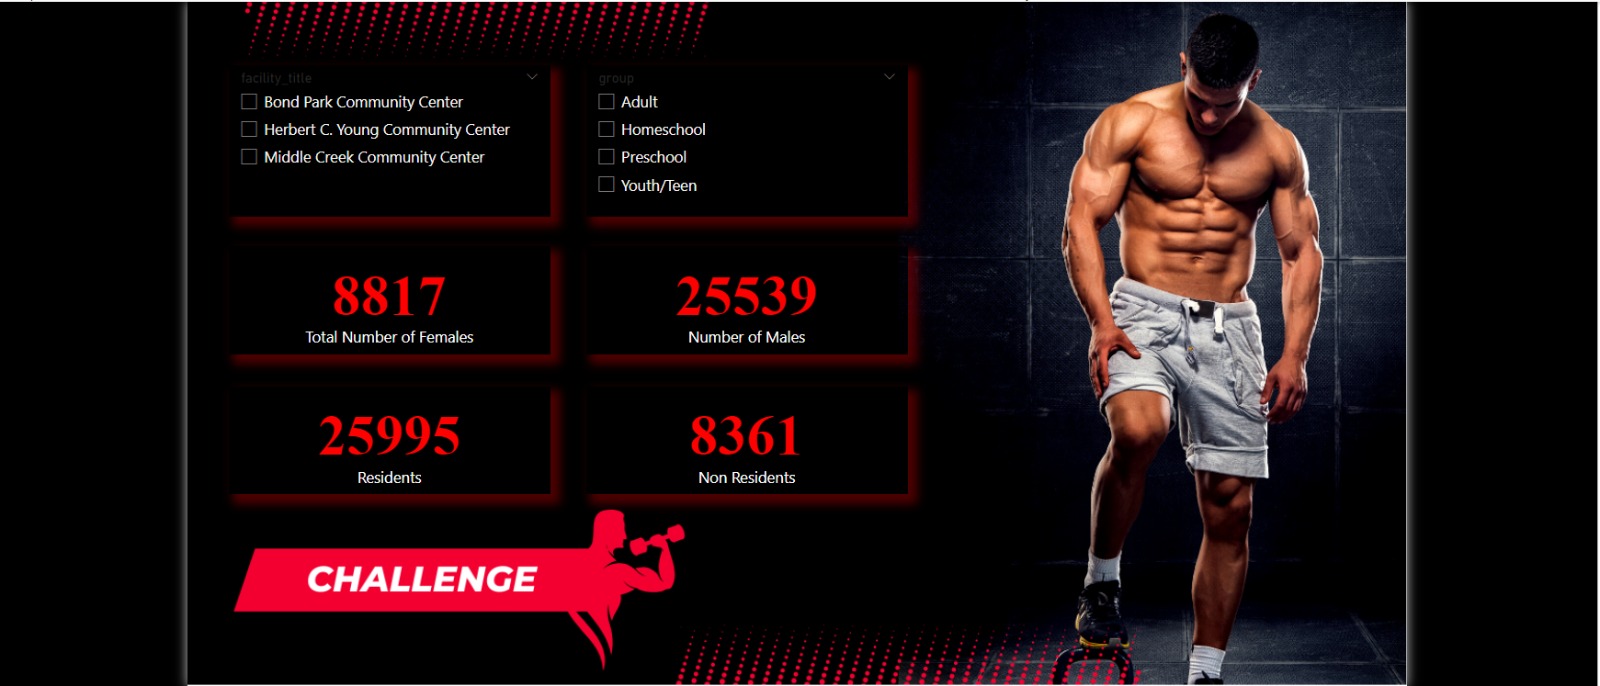 facility_title
Bond Park Community Center
Herbert C. Young Community Center
Middle Creek Community Center
group
Adult
Homeschool
Preschool
Youth/Teen
8817
Total Number of Females
25539
Number of Males
25995
Residents
8361
Non Residents
CHALLENGE